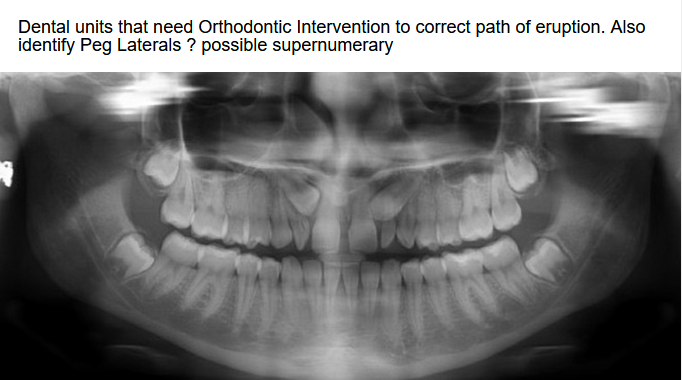 Dental units that need Orthodontic Intervention to correct path of eruption. Also
identify Peg Laterals ? possible supernumerary